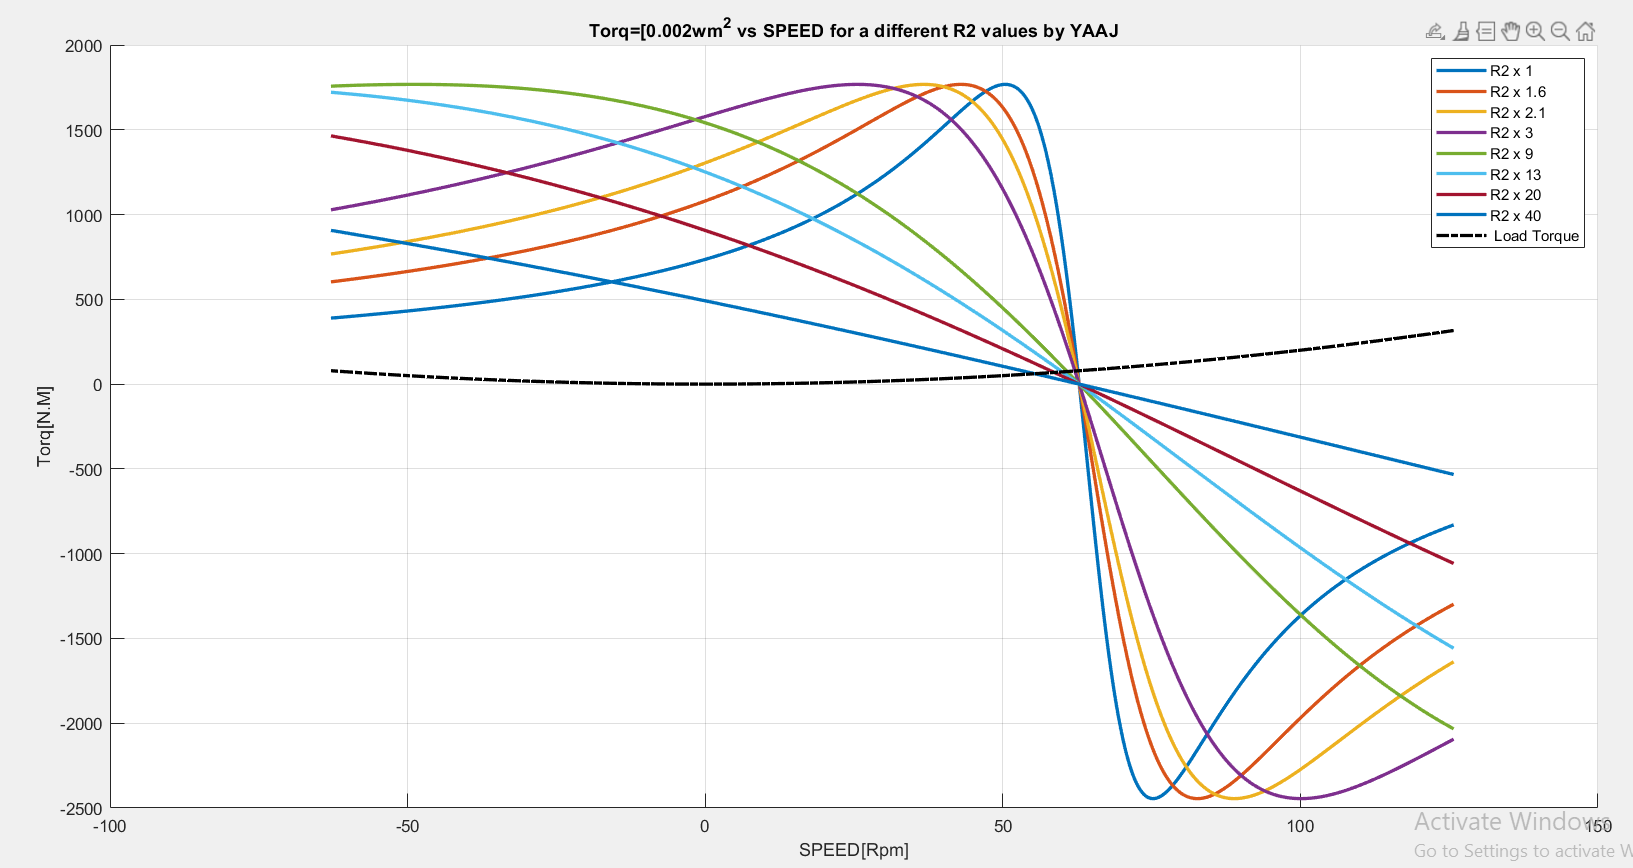 Torq=[0.002wm² vs SPEED for a different R2 values by YAAJ
2000
1500
1000
500
0
-500
-1000
-1500
-2000
-2500
Torq[N.M]
R2 x 1
R2 x 1.6
R2 x 2.1
R2 x 3
R2 x 9
R2 x 13
R2 x 20
R2 x 40
Load Torque
-100
-50
0
50
100
150
SPEED[Rpm]
Activate Windows
Go to Settings to activate W